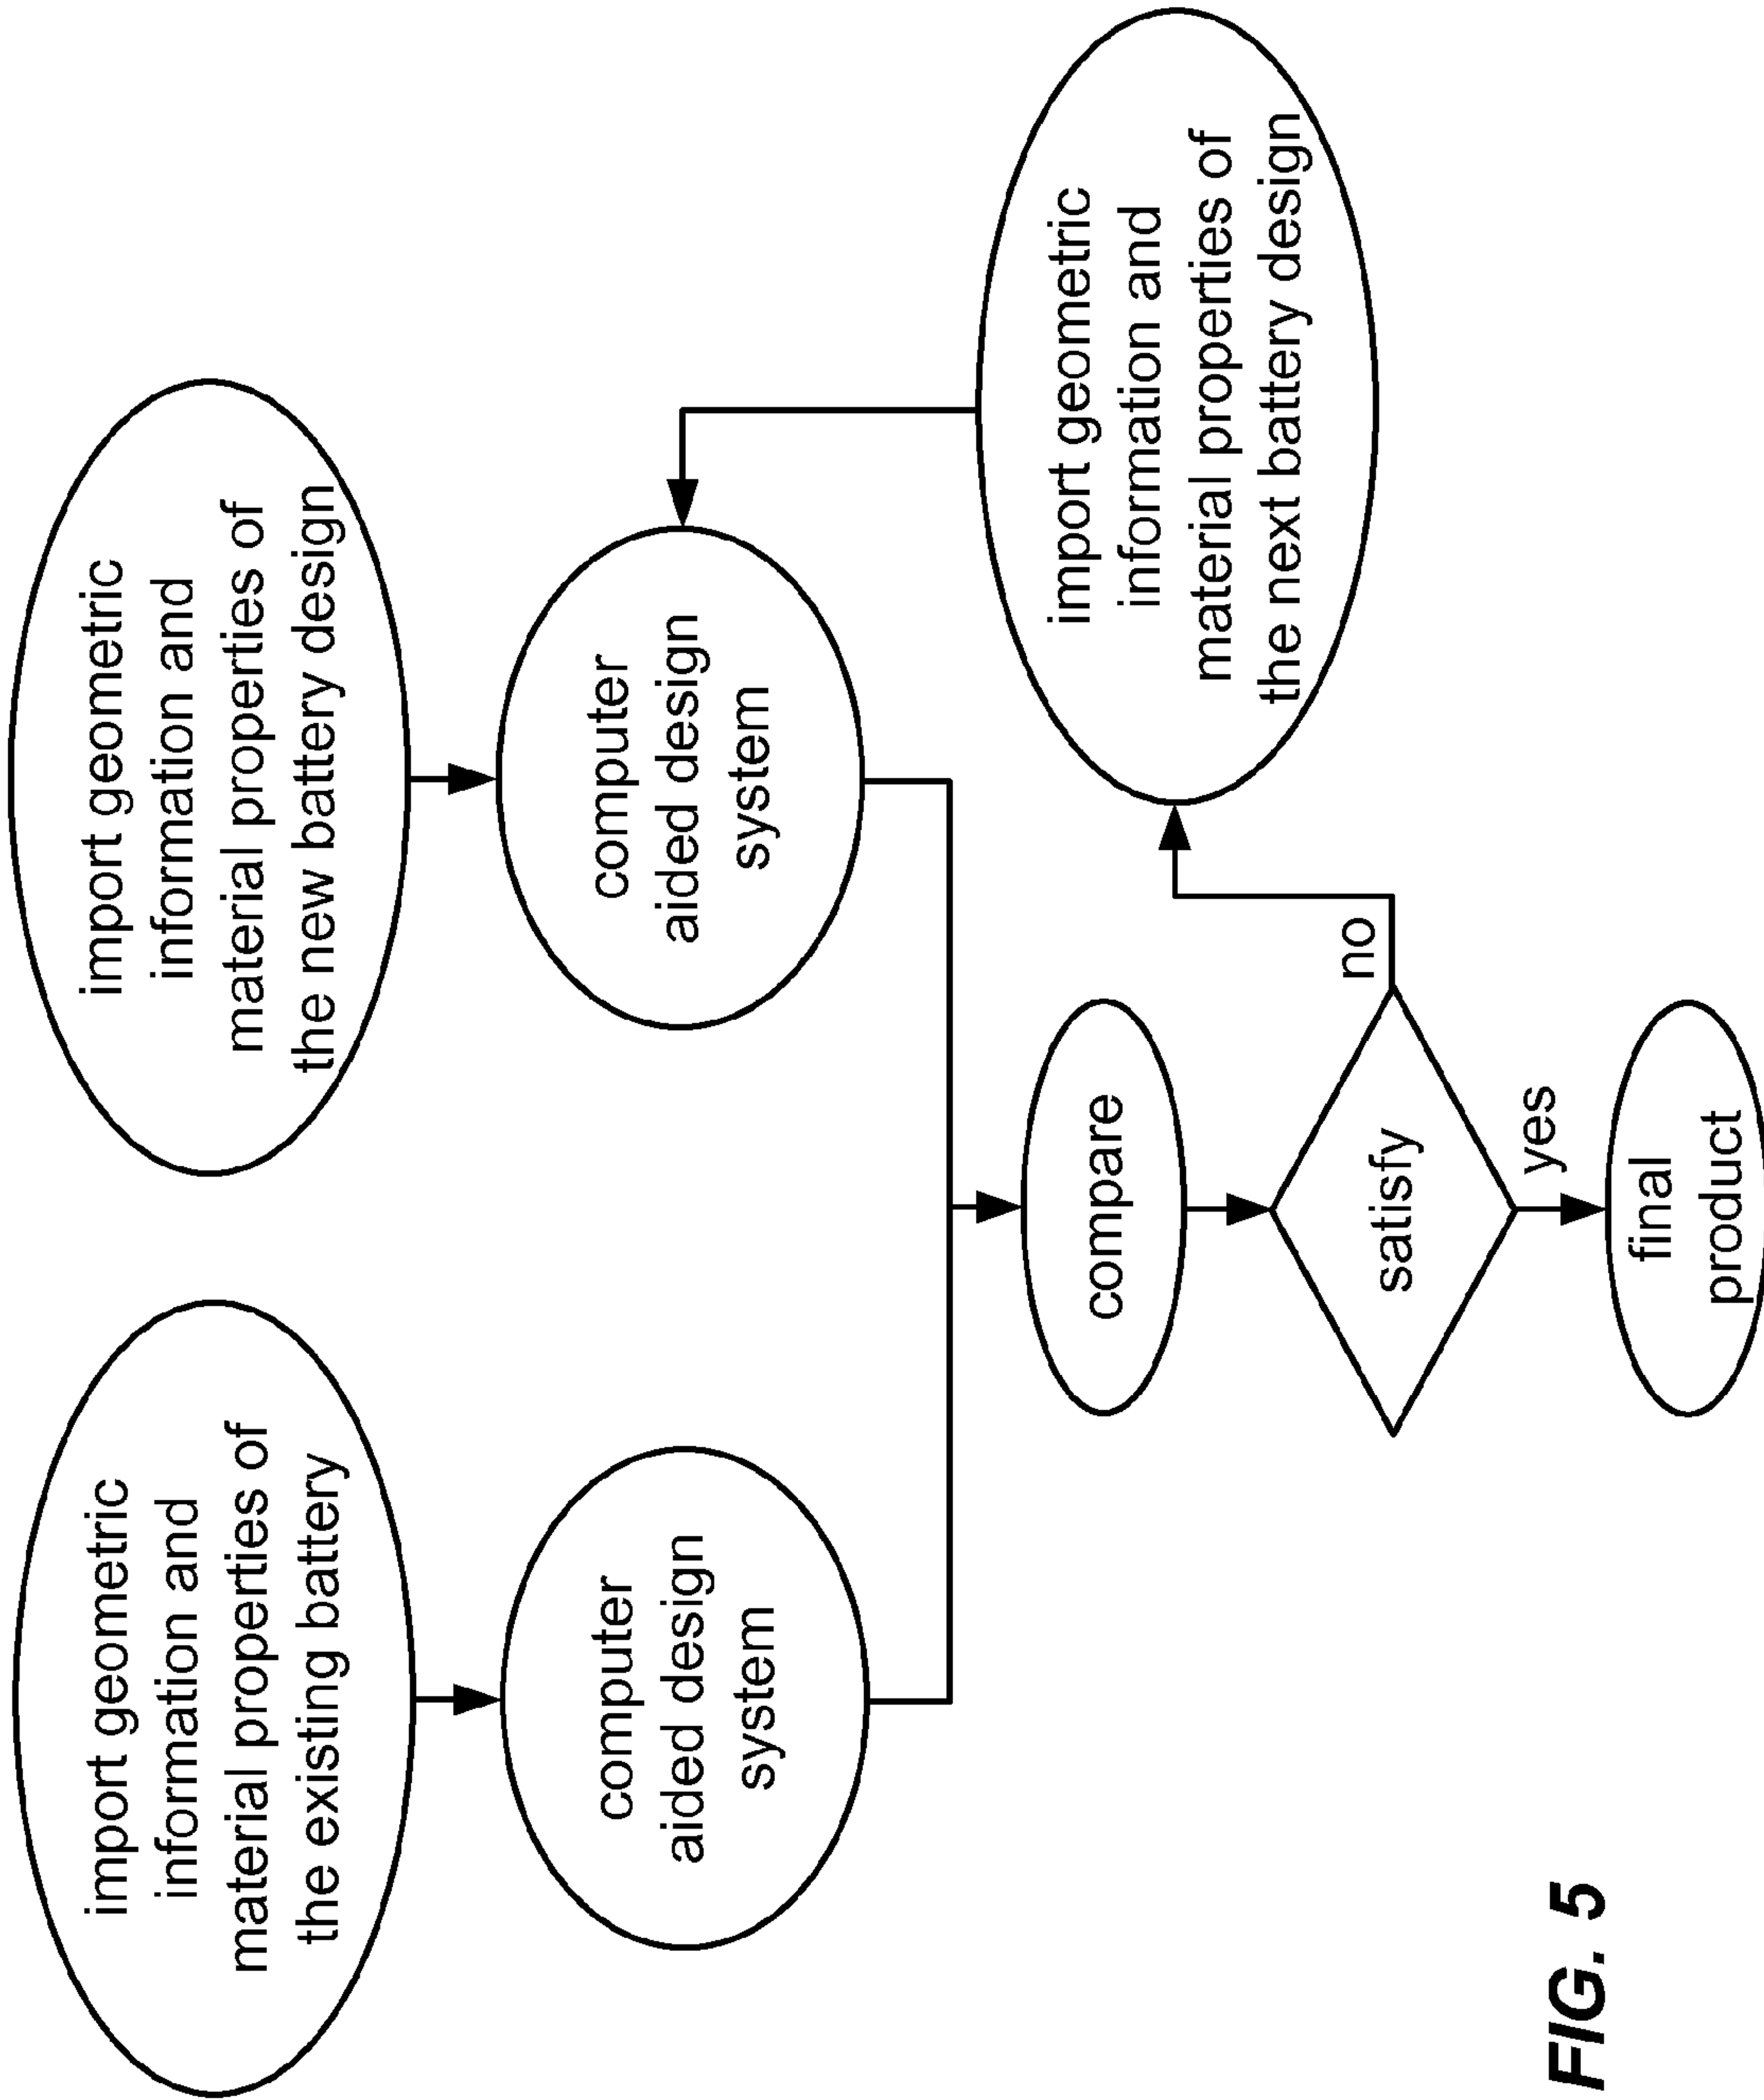 import geometric
information and
material properties of
the existing battery
import geometric
information and
material properties of
the new battery design
computer
aided design
system
computer
aided design
system
compare
satisfy
no
yes
import geometric
information and
material properties of
the next battery design
final
product
FIG. 5